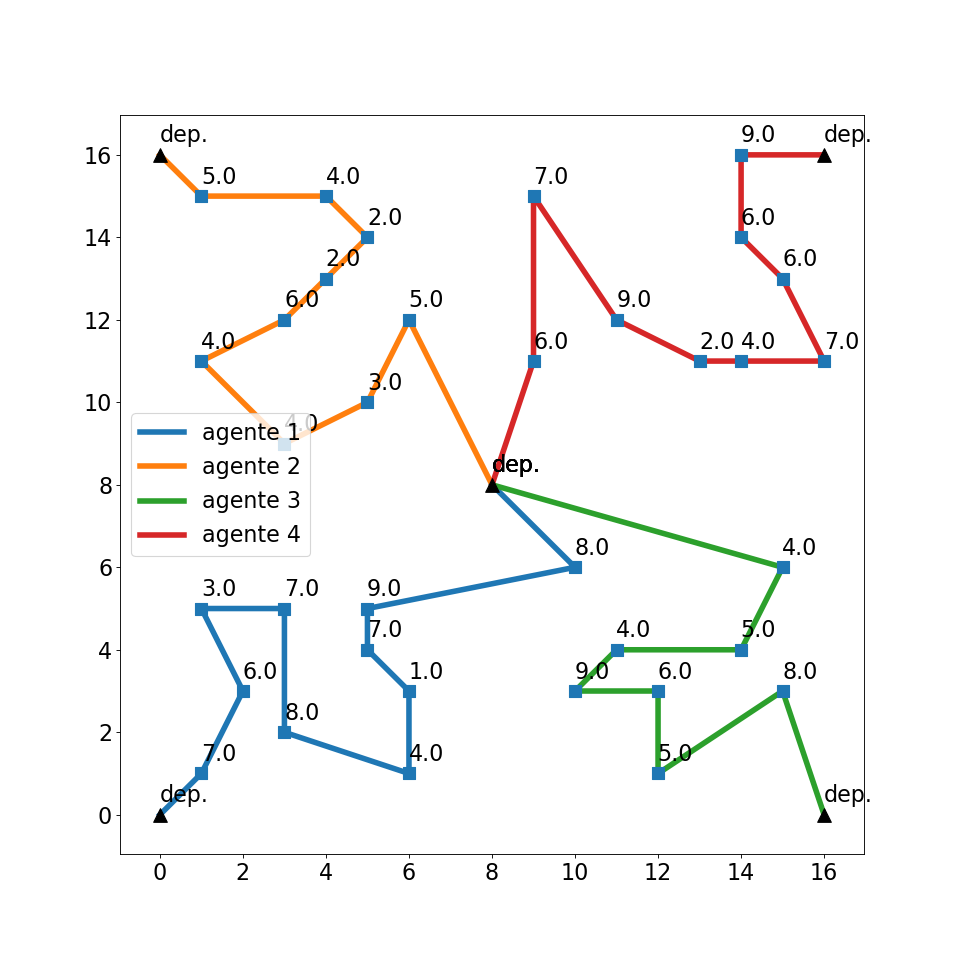 9.0 dep.
16 dep.
5.0 4.0 7.0
14 2.0 6.0
2.0 6.0
12 6.0 5.0 9.0
4.0 6.0 2.0 4.0 7.0
10 3.0
4.0
agente 1
agente 2
8 dep.
agente 3
agente 4
6 8.0 4.0
3.0 7.0 9.0
4 7.0 4.0 5.0
6.0 1.0 9.0 6.0 8.0
2 8.0
7.0 4.0 5.0
0 dep. dep.
0 2 4 6 8 10 12 14 16